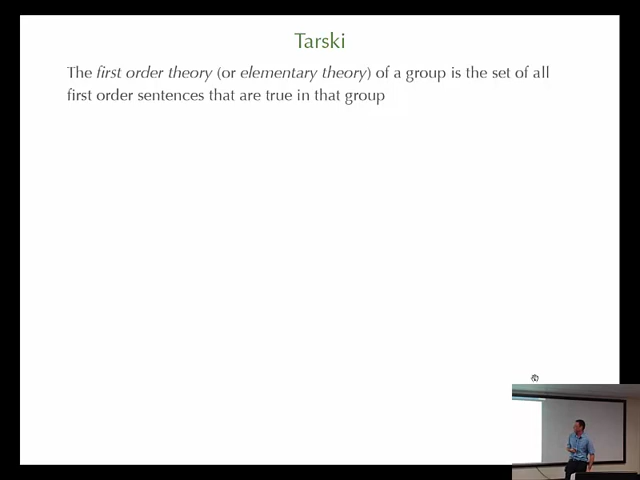 Tarski
The first order theory (or elementary theory) of a group is the set of all
first order sentences that are true in that group